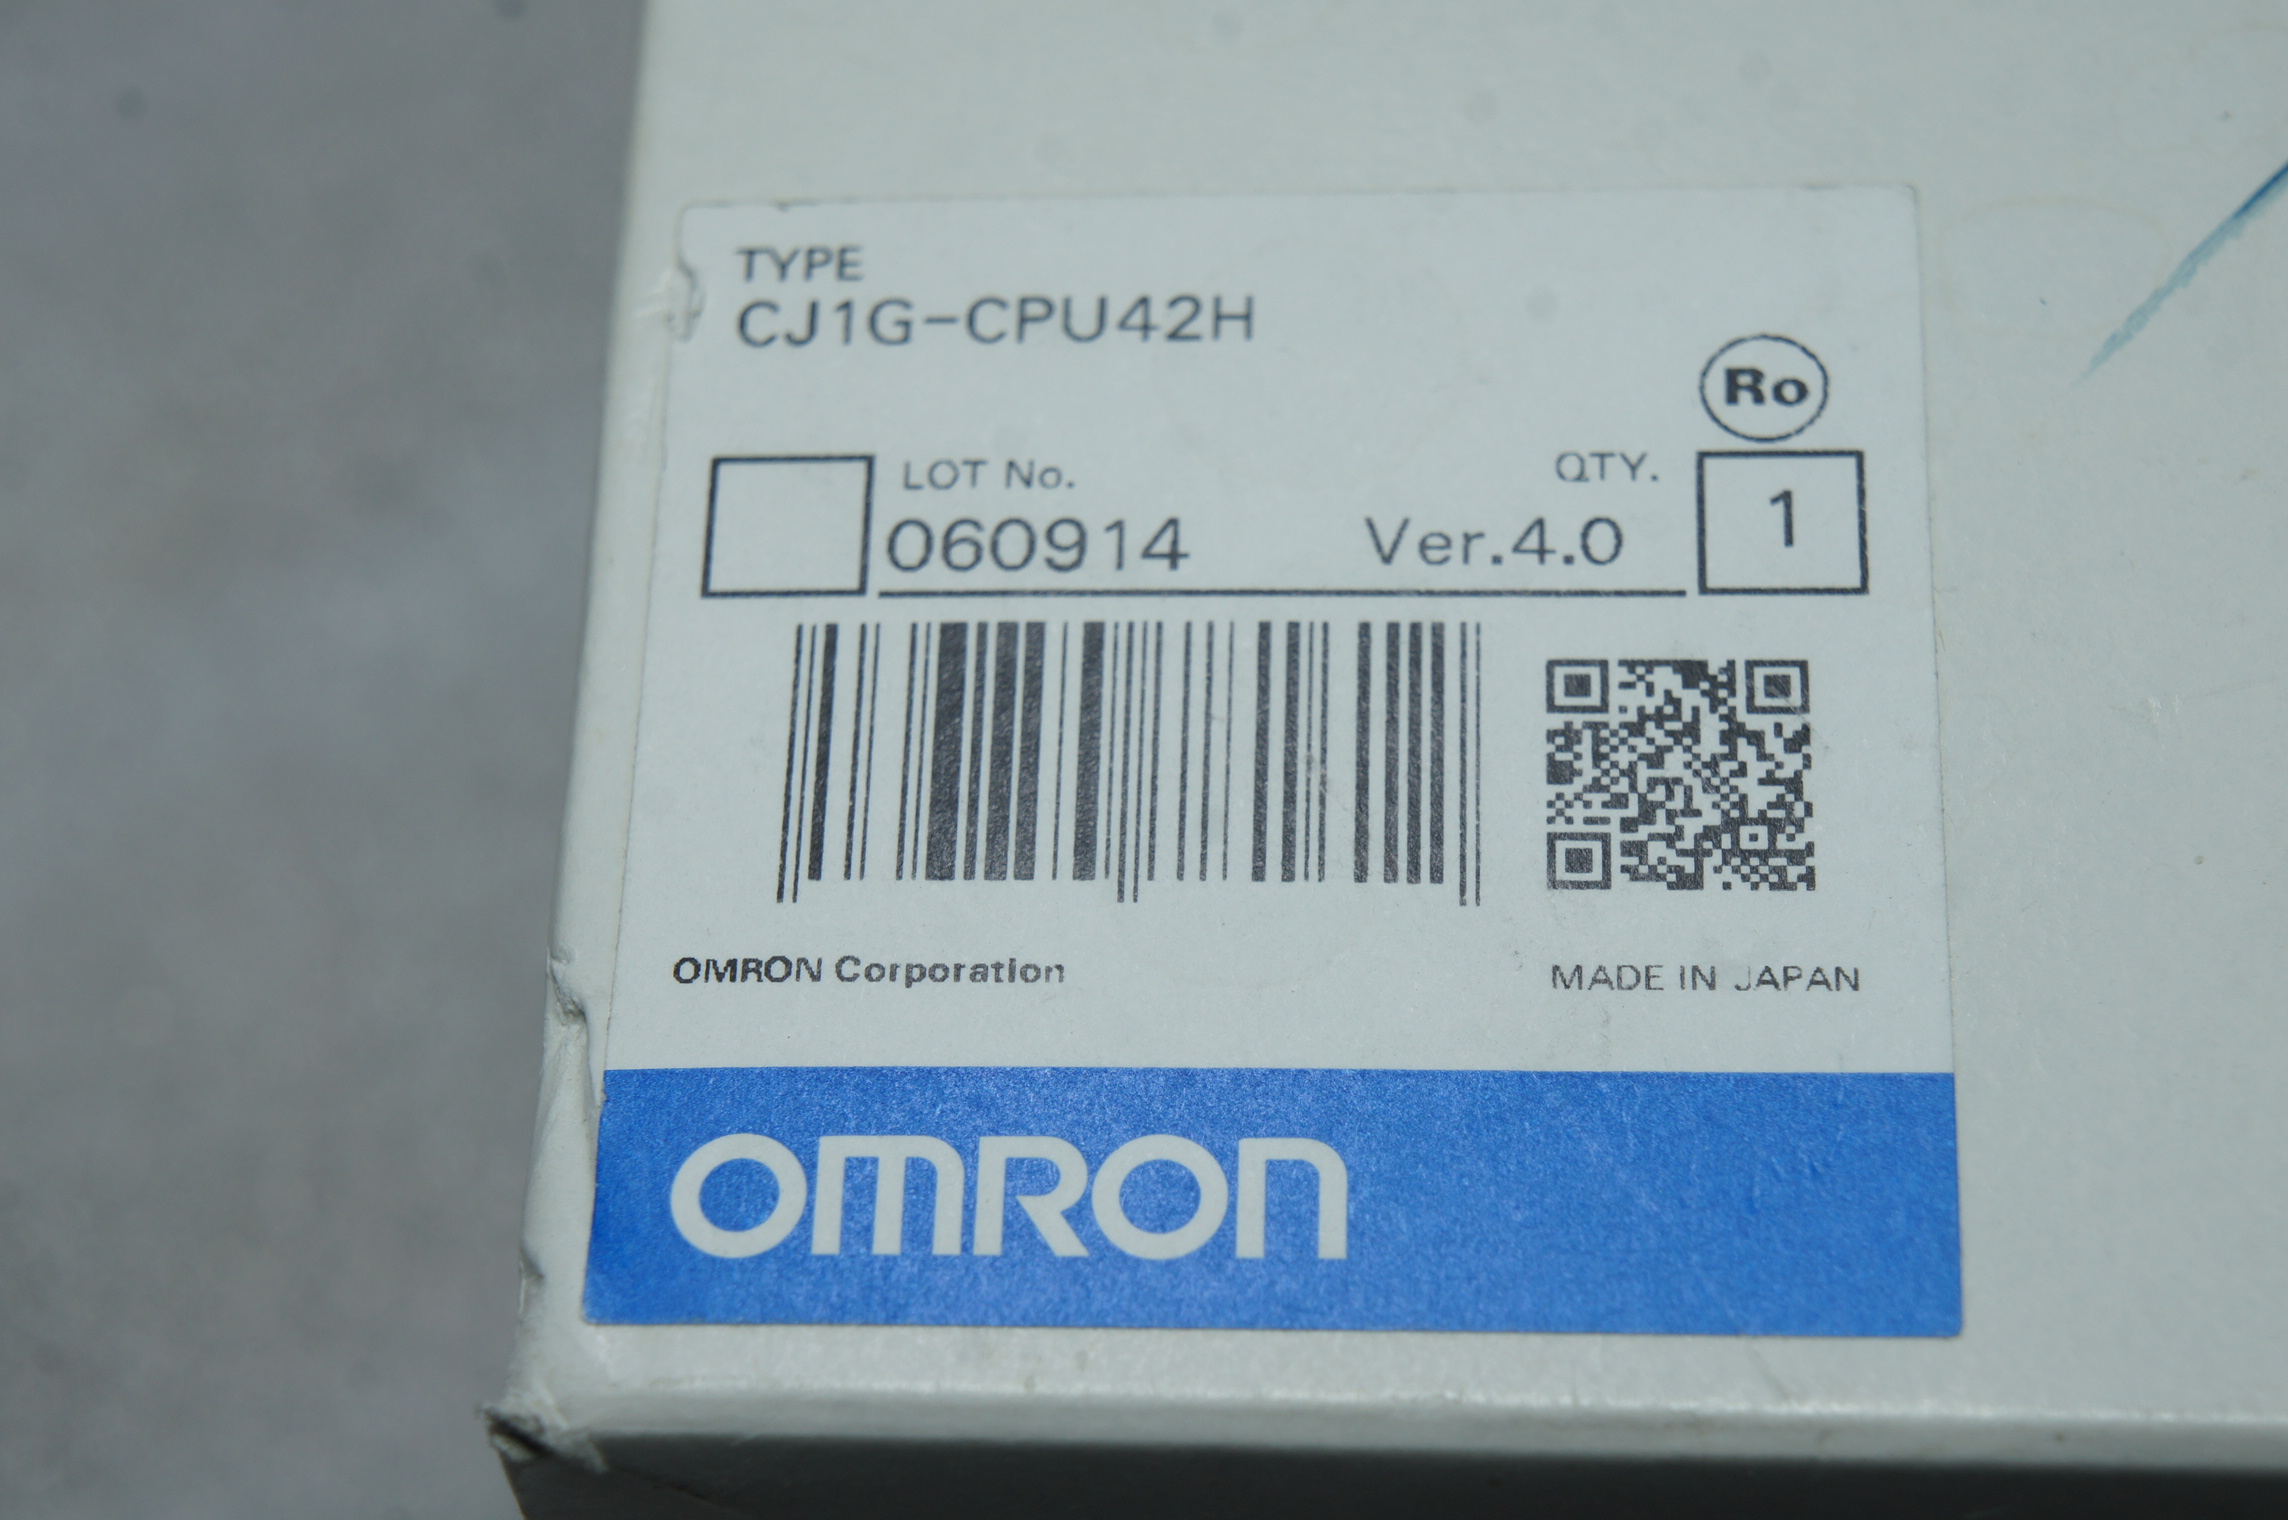 TYPE
CJ1G-CPU42H
Ro
LOT No.
QTY.
060914
Ver.4.0
1
OMRON Corporation
MADE IN JAPAN
OMRON